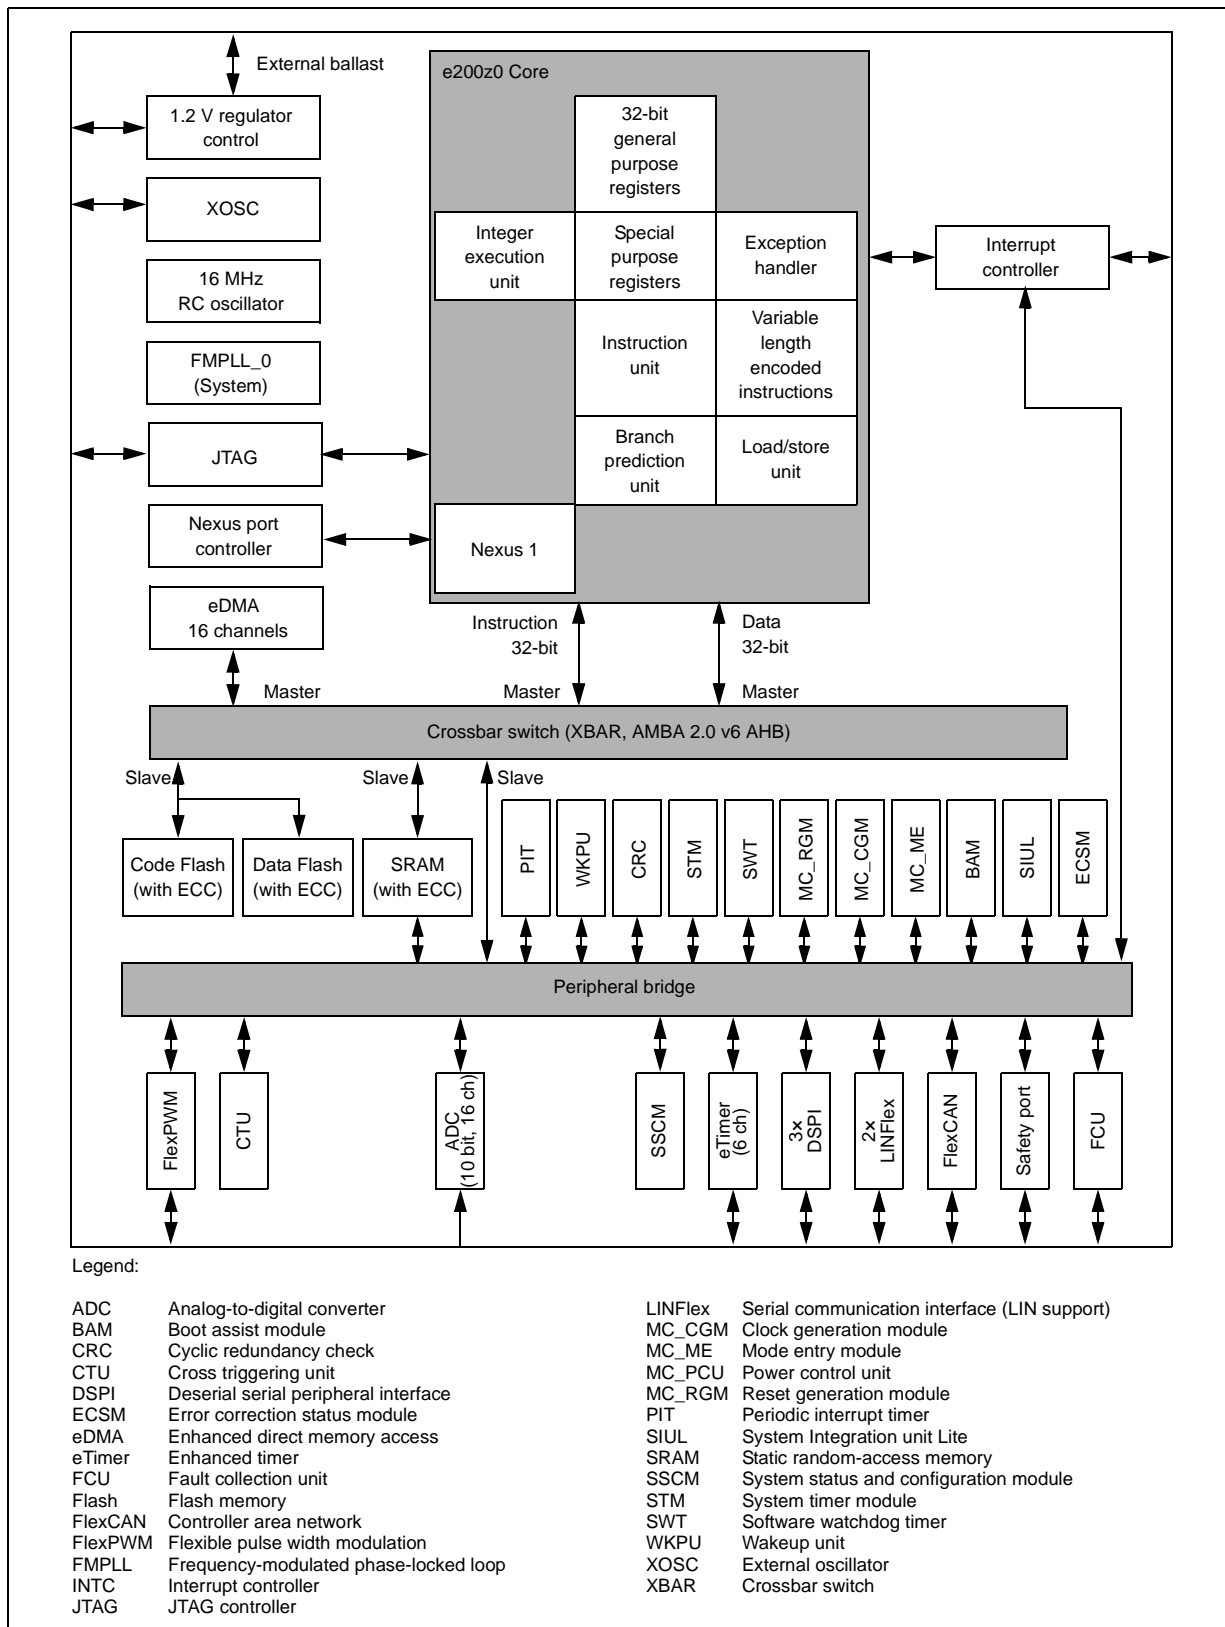 External ballast
e200z0 Core
1.2 V regulator
control
XOSC
16 MHz
RC oscillator
FMPLL_0
(System)
JTAG
Nexus port
controller
eDMA
16 channels
32-bit
general
purpose
registers
Integer
execution
unit
Special
purpose
registers
Exception
handler
Instruction
unit
Variable
length
encoded
instructions
Branch
prediction
unit
Load/store
unit
Nexus 1
Interrupt
controller
Instruction
32-bit
Data
32-bit
Master
Master
Master
Crossbar switch (XBAR, AMBA 2.0 v6 AHB)
Slave
Slave
Slave
Code Flash
(with ECC)
Data Flash
(with ECC)
SRAM
(with ECC)
PIT
WKPU
CRC
STM
SWT
MC_RGM
MC_CGM
MC_ME
BAM
SIUL
ECSM
Peripheral bridge
FlexPWM
CTU
ADC
(10 bit, 16 ch)
SSCM
eTimer
(6 ch)
3×
DSPI
2×
LINFlex
FlexCAN
Safety port
FCU
Legend:
ADC Analog-to-digital converter
BAM Boot assist module
CRC Cyclic redundancy check
CTU Cross triggering unit
DSPI Deserial serial peripheral interface
ECSM Error correction status module
eDMA Enhanced direct memory access
eTimer Enhanced timer
FCU Fault collection unit
Flash Flash memory
FlexCAN Controller area network
FlexPWM Flexible pulse width modulation
FMPLL Frequency-modulated phase-locked loop
INTC Interrupt controller
JTAG JTAG controller
LINFlex Serial communication interface (LIN support)
MC_CGM Clock generation module
MC_ME Mode entry module
MC_PCU Power control unit
MC_RGM Reset generation module
PIT Periodic interrupt timer
SIUL System Integration unit Lite
SRAM Static random-access memory
SSCM System status and configuration module
STM System timer module
SWT Software watchdog timer
WKPU Wakeup unit
XOSC External oscillator
XBAR Crossbar switch